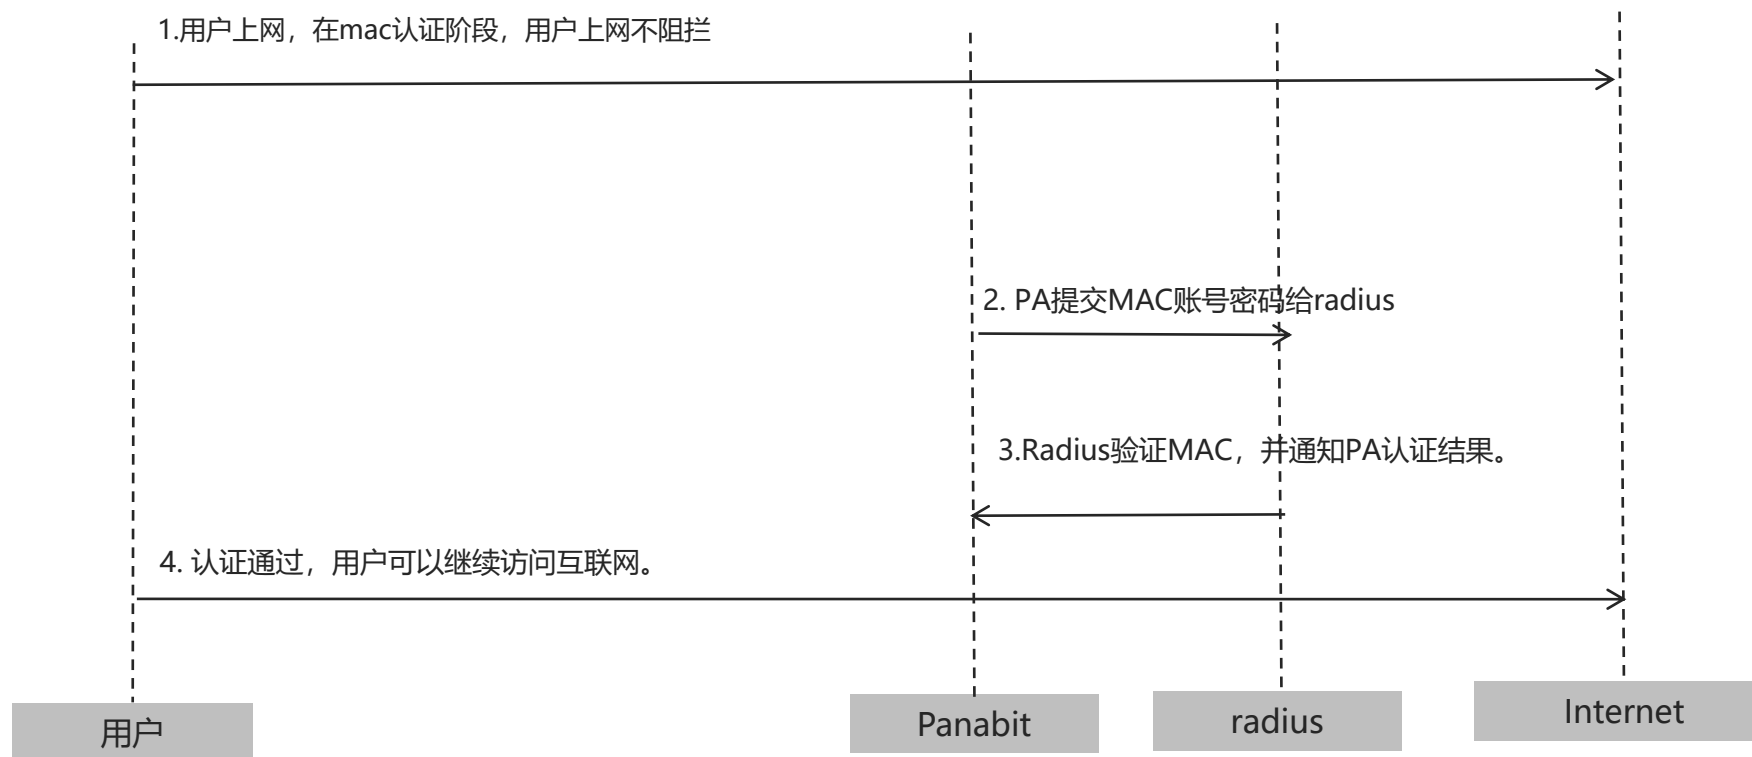 1.用户上网，在mac认证阶段，用户上网不阻拦
2. PA提交MAC账号密码给radius
3.Radius验证MAC，并通知PA认证结果。
4. 认证通过，用户可以继续访问互联网。
用户
Panabit
radius
Internet